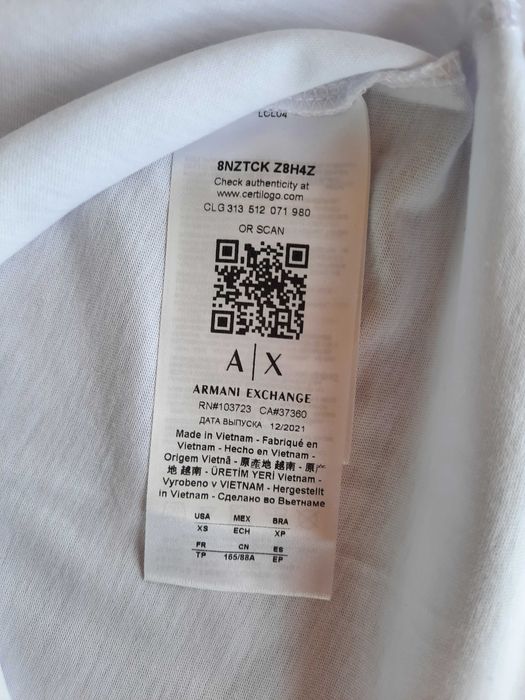 LCL04
8NZTCK Z8H4Z
Check authenticity at
www.certilogo.com
CLG 313 512 071 980
OR SCAN
A|X
ARMANI EXCHANGE
RN#103723 CA#37360
ДАТА ВЫПУСКА 12/2021
Made in Vietnam - Fabriqué en
Vietnam - Hecho en Vietnam -
Origem Vietnã - 原產地 越南 - 原
地 越南 - ÜRETİM YERİ Vietnam -
Vyrobeno v VIETNAM - Hergestellt
in Vietnam - Сделано во Вьетнаме
USA MEX BRA
XS ECH XP
FR CN ES
TP 165/88A EP